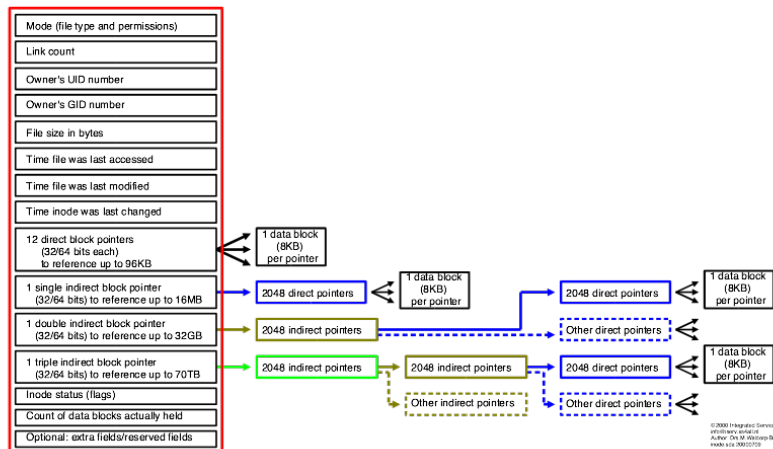 Mode (file type and permissions)
Link count
Owner's UID number
Owner's GID number
File size in bytes
Time file was last accessed
Time file was last modified
Time inode was last changed
12 direct block pointers
(32/64 bits each)
to reference up to 96KB
1 data block
(8KB)
per pointer
1 single indirect block pointer
(32/64 bits) to reference up to 16MB
2048 direct pointers
1 data block
(8KB)
per pointer
2048 direct pointers
1 data block
(8KB)
per pointer
1 double indirect block pointer
(32/64 bits) to reference up to 32GB
2048 indirect pointers
Other direct pointers
1 triple indirect block pointer
(32/64 bits) to reference up to 70TB
2048 indirect pointers
2048 indirect pointers
2048 direct pointers
1 data block
(8KB)
per pointer
Other indirect pointers
Other direct pointers
Inode status (flags)
Count of data blocks actually held
Optional: extra fields/reserved fields
© 2000 Integrated Service
Author: Drs M